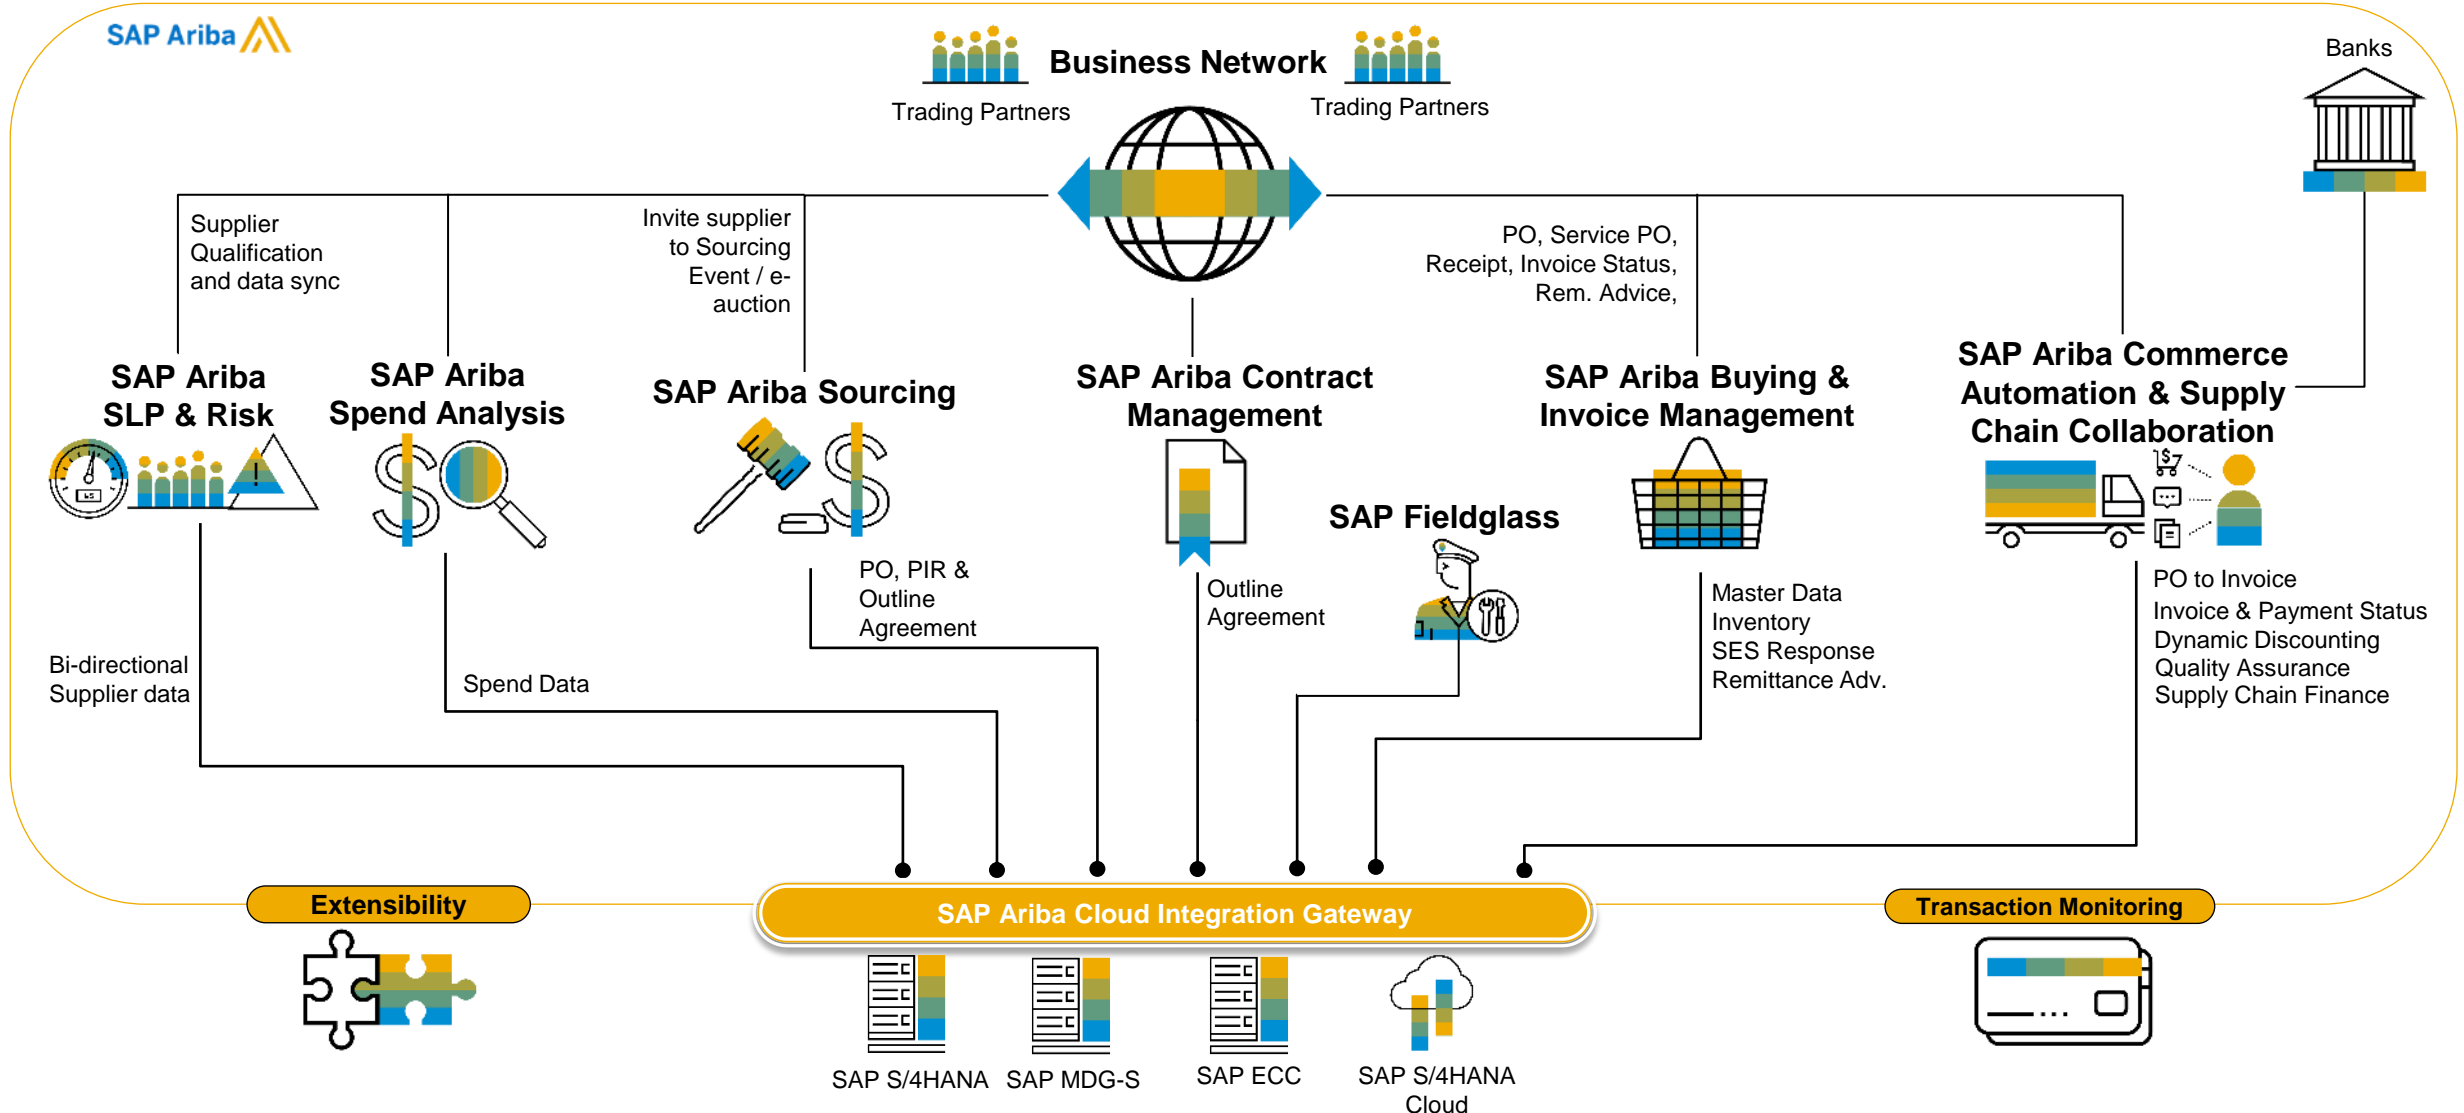 SAP Ariba
Business Network
Trading Partners
Trading Partners
Banks
Supplier
Qualification
and data sync
Invite supplier
to Sourcing
Event / e-
auction
PO, Service PO,
Receipt, Invoice Status,
Rem. Advice,
SAP Ariba
SLP & Risk
SAP Ariba
Spend Analysis
SAP Ariba Sourcing
SAP Ariba Contract
Management
SAP Ariba Buying &
Invoice Management
SAP Ariba Commerce
Automation & Supply
Chain Collaboration
SAP Fieldglass
Bi-directional
Supplier data
Spend Data
PO, PIR &
Outline
Agreement
Outline
Agreement
Master Data
Inventory
SES Response
Remittance Adv.
PO to Invoice
Invoice & Payment Status
Dynamic Discounting
Quality Assurance
Supply Chain Finance
Extensibility
SAP Ariba Cloud Integration Gateway
Transaction Monitoring
SAP S/4HANA
SAP MDG-S
SAP ECC
SAP S/4HANA
Cloud